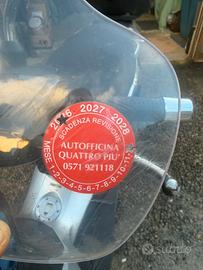 2026 2027 2028
SCADENZA REVISIONE
AUTOFFICINA
QUATTRO PIU'
0571 921118
MESE 1-2-3-4-5-6-7-8-9-10-11-
subito